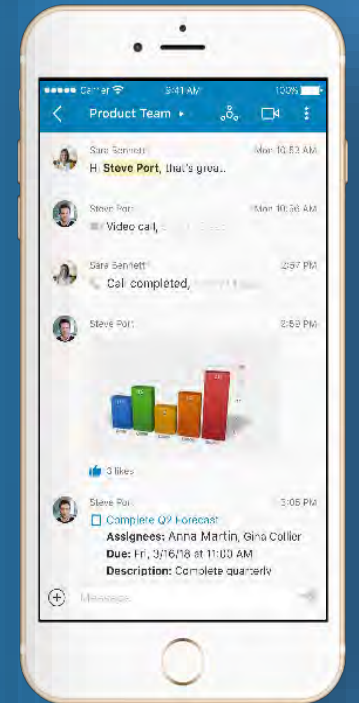 Carrier 9:41 AM 100%
Product Team
Sara Bennett Mon 10:53 AM
Hi Steve Port, that's great.
Steve Port Mon 10:56 AM
Video call,
Sara Bennett 2:57 PM
Call completed,
Steve Port 2:59 PM
3 likes
Steve Port 3:05 PM
Complete Q2 Forecast
Assignees: Anna Martin, Gina Collier
Due: Fri, 3/16/18 at 11:00 AM
Description: Complete quarterly
Message